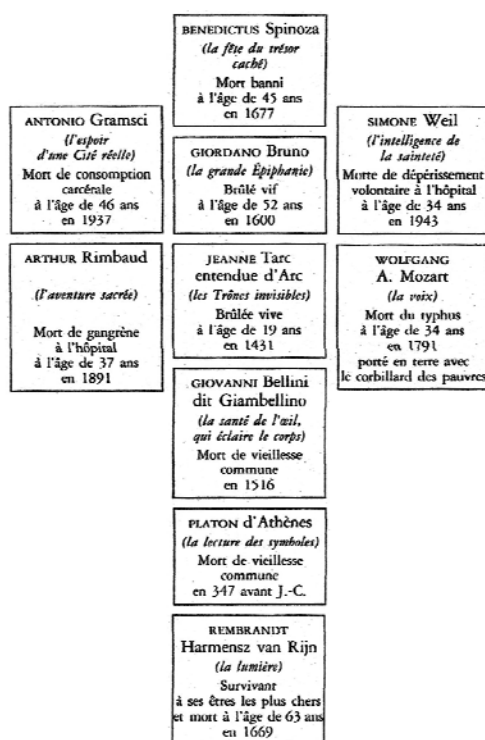 BENEDICTUS Spinoza
(la fête du trésor
caché)
Mort banni
à l'âge de 45 ans
en 1677
ANTONIO Gramsci
(l'espoir
d'une Cité réelle)
Mort de consomption
carcérale
à l'âge de 46 ans
en 1937
GIORDANO Bruno
(la grande Épiphanie)
Brûlé vif
à l'âge de 52 ans
en 1600
SIMONE Weil
(l'intelligence de
la sainteté)
Morte de dépérissement
volontaire à l'hôpital
à l'âge de 34 ans
en 1943
ARTHUR Rimbaud
(l'aventure sacrée)
Mort de gangrène
à l'hôpital
à l'âge de 37 ans
en 1891
JEANNE Tarc
entendue d'Arc
(les Trônes invisibles)
Brûlée vive
à l'âge de 19 ans
en 1431
WOLFGANG
A. Mozart
(la voix)
Mort du typhus
à l'âge de 34 ans
en 1791
porté en terre avec
le corbillard des pauvres
GIOVANNI Bellini
dit Giambellino
(la santé de l'œil,
qui éclaire le corps)
Mort de vieillesse
commune
en 1516
PLATON d'Athènes
(la lecture des symboles)
Mort de vieillesse
commune
en 347 avant J.-C.
REMBRANDT
Harmensz van Rijn
(la lumière)
Survivant
à ses êtres les plus chers
et mort à l'âge de 63 ans
en 1669